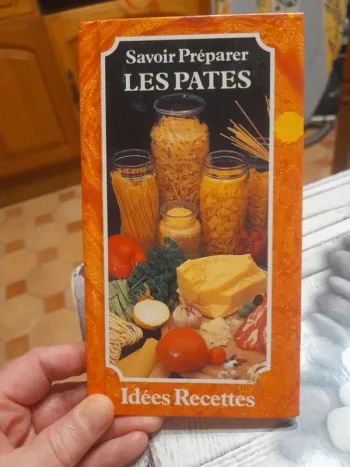 Savoir Préparer
LES PATES
Idées Recettes